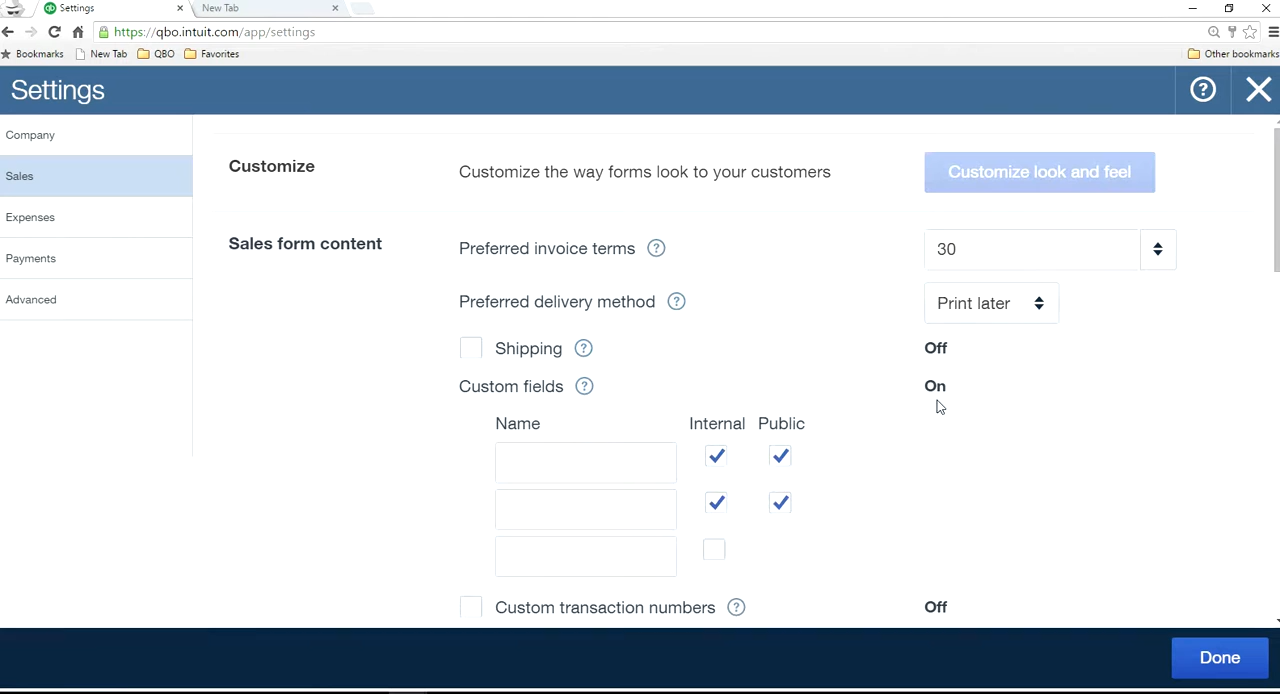 Settings
New Tab
https://qbo.intuit.com/app/settings
Bookmarks New Tab QBO Favorites Other bookmarks
Settings
Company
Sales
Expenses
Payments
Advanced
Customize Customize the way forms look to your customers Customize look and feel
Sales form content Preferred invoice terms ? 30
Preferred delivery method ? Print later
Shipping ? Off
Custom fields ? On
Name Internal Public
Custom transaction numbers ? Off
Done